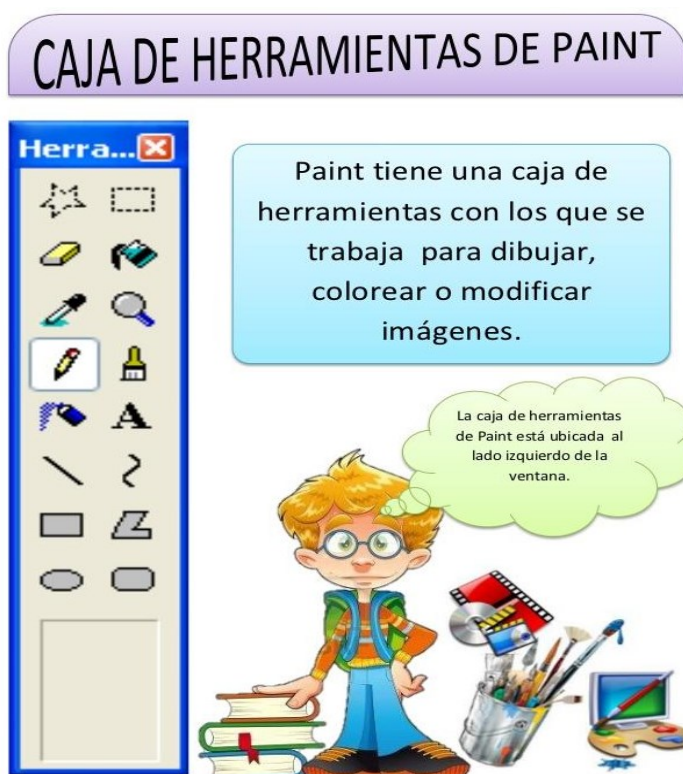 CAJA DE HERRAMIENTAS DE PAINT
Herra...
Paint tiene una caja de
herramientas con los que se
trabaja para dibujar,
colorear o modificar
imágenes.
La caja de herramientas
de Paint está ubicada al
lado izquierdo de la
ventana.
A